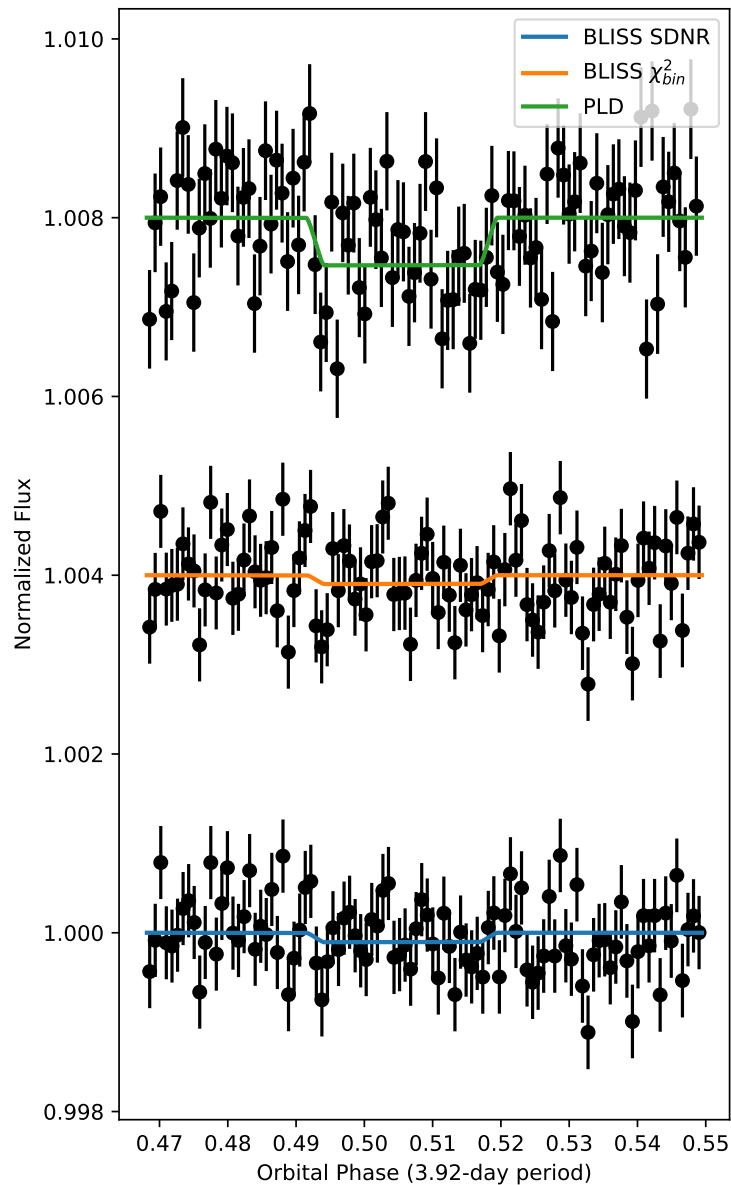 BLISS SDNR
BLISS χ²bin
PLD
1.010
1.008
1.006
1.004
1.002
1.000
0.998
Normalized Flux
0.47 0.48 0.49 0.50 0.51 0.52 0.53 0.54 0.55
Orbital Phase (3.92-day period)